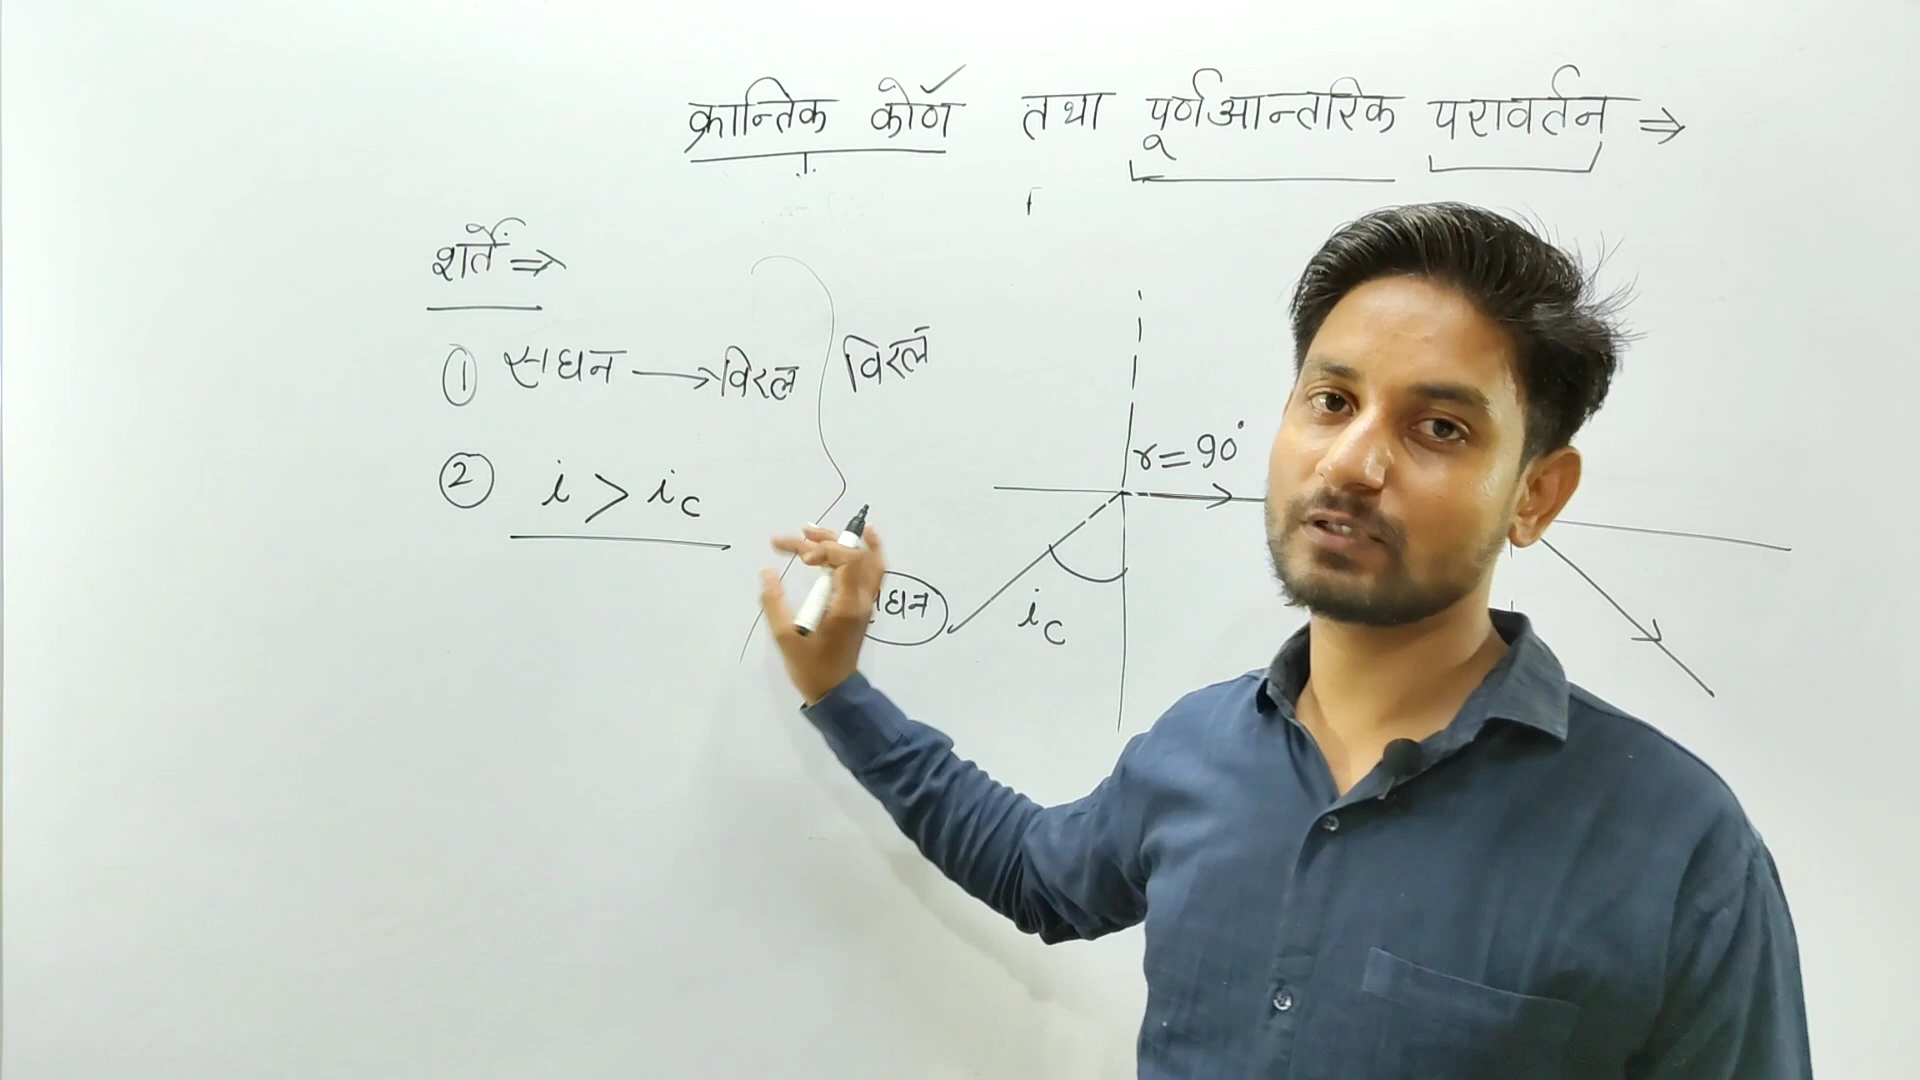 क्रान्तिक कोण तथा पूर्णआन्तरिक परावर्तन ⇒
शर्तें ⇒
① सघन → विरल
② i > ic
विरल
r = 90°
ic